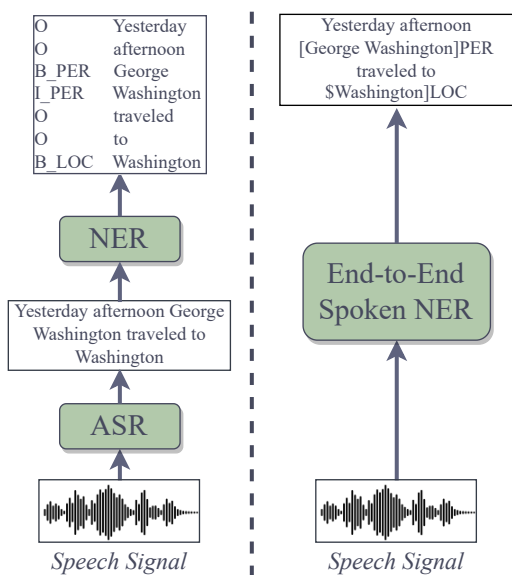 O Yesterday
O afternoon
B_PER George
I_PER Washington
O traveled
O to
B_LOC Washington
NER
Yesterday afternoon George
Washington traveled to
Washington
ASR
Speech Signal
Yesterday afternoon
[George Washington]PER
traveled to
$Washington]LOC
End-to-End
Spoken NER
Speech Signal